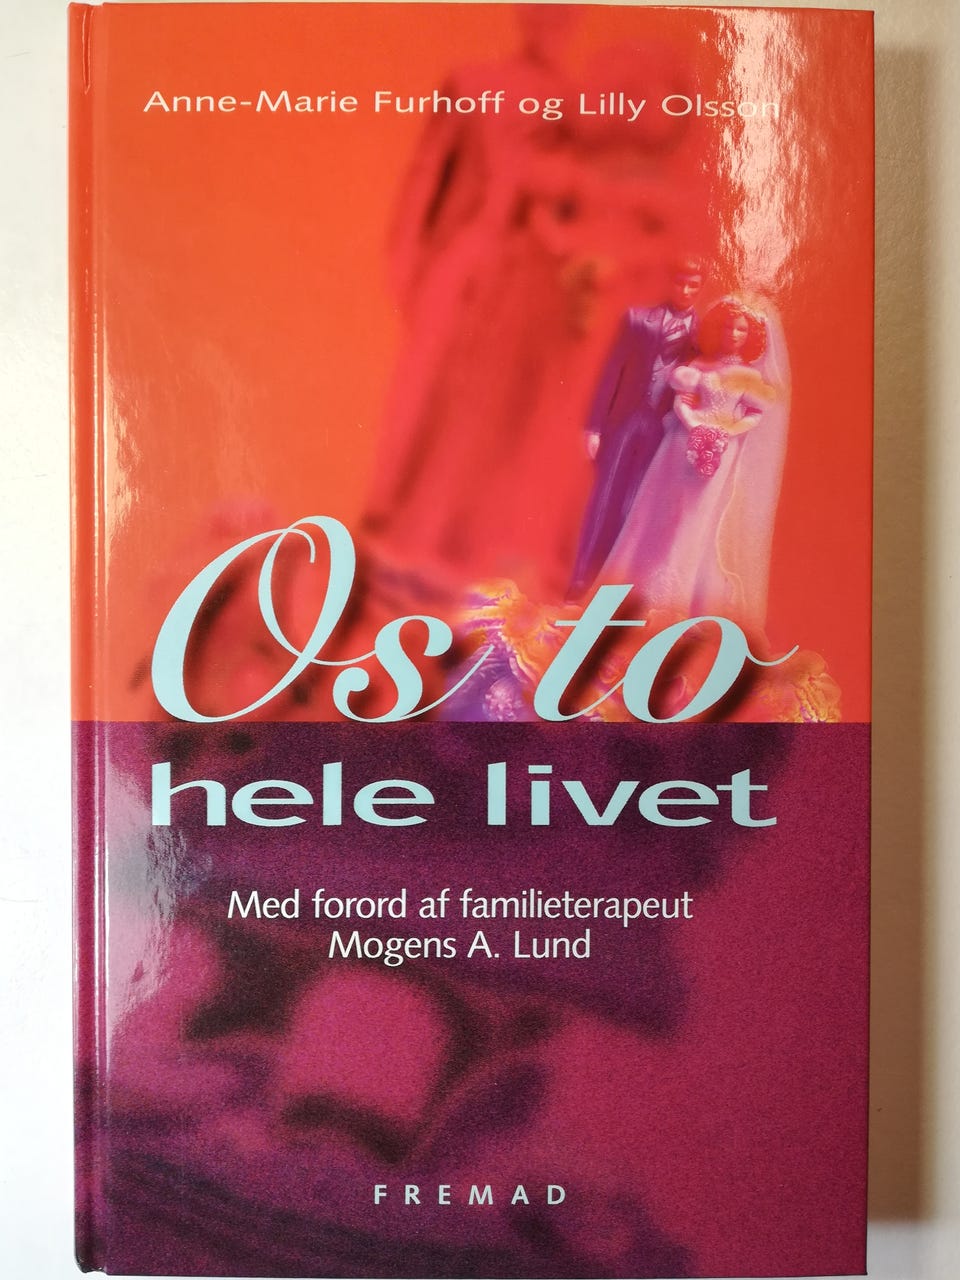 Anne-Marie Furhoff og Lilly Olsson
Os to
hele livet
Med forord af familieterapeut
Mogens A. Lund
FREMAD